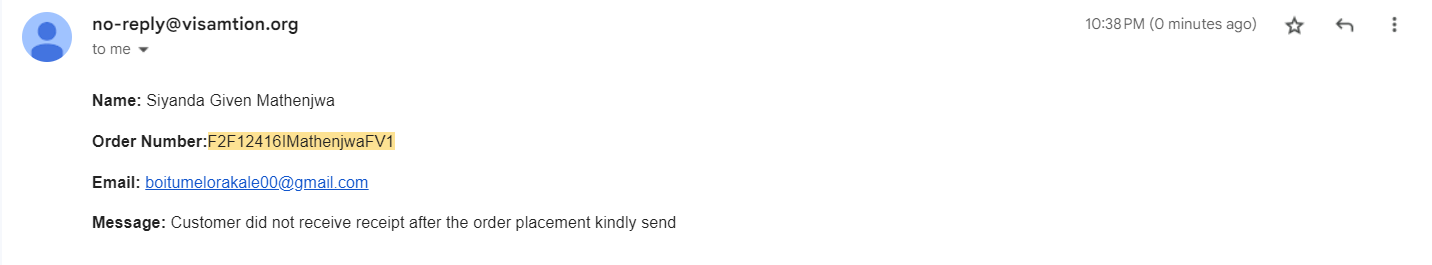 no-reply@visamtion.org
10:38 PM (0 minutes ago)
to me
Name: Siyanda Given Mathenjwa
Order Number:F2F12416IMathenjwaFV1
Email: boitumelorakale00@gmail.com
Message: Customer did not receive receipt after the order placement kindly send